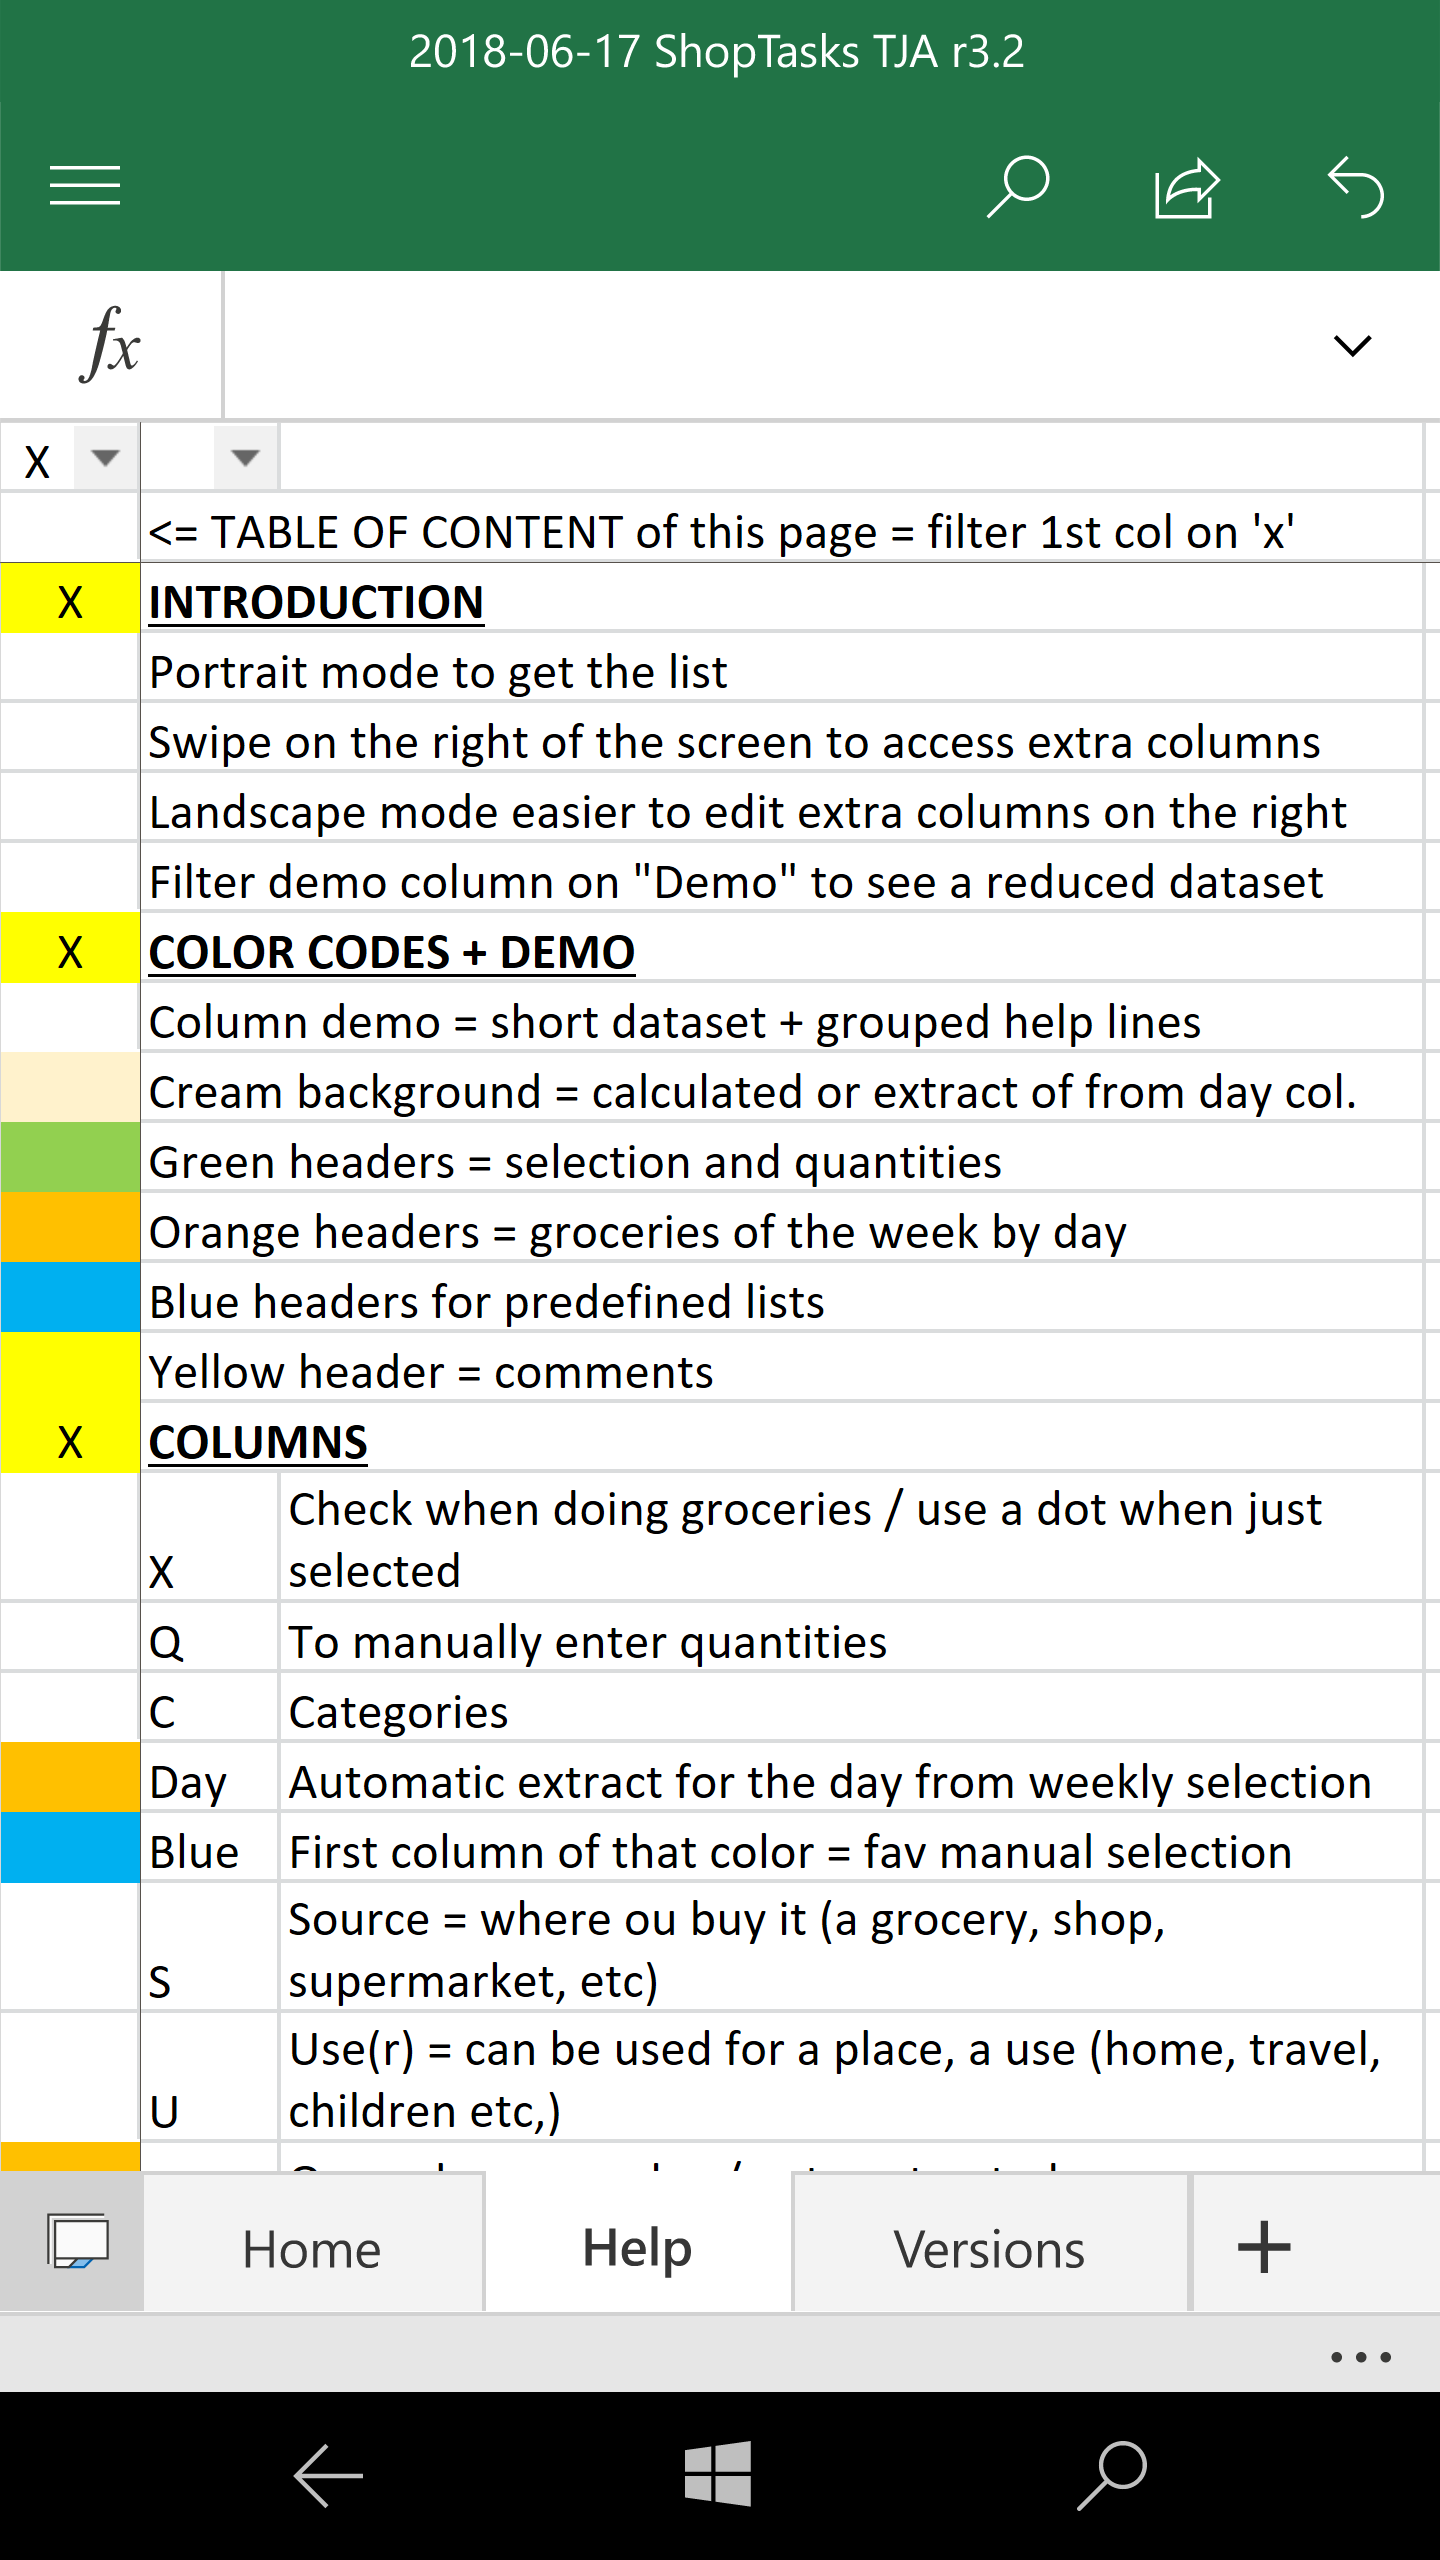 2018-06-17 ShopTasks TJA r3.2
fx
X
<= TABLE OF CONTENT of this page = filter 1st col on 'x'
X INTRODUCTION
Portrait mode to get the list
Swipe on the right of the screen to access extra columns
Landscape mode easier to edit extra columns on the right
Filter demo column on "Demo" to see a reduced dataset
X COLOR CODES + DEMO
Column demo = short dataset + grouped help lines
Cream background = calculated or extract of from day col.
Green headers = selection and quantities
Orange headers = groceries of the week by day
Blue headers for predefined lists
Yellow header = comments
X COLUMNS
Check when doing groceries / use a dot when just
X selected
Q To manually enter quantities
C Categories
Day Automatic extract for the day from weekly selection
Blue First column of that color = fav manual selection
Source = where ou buy it (a grocery, shop,
S supermarket, etc)
Use(r) = can be used for a place, a use (home, travel,
U children etc,)
Home Help Versions +